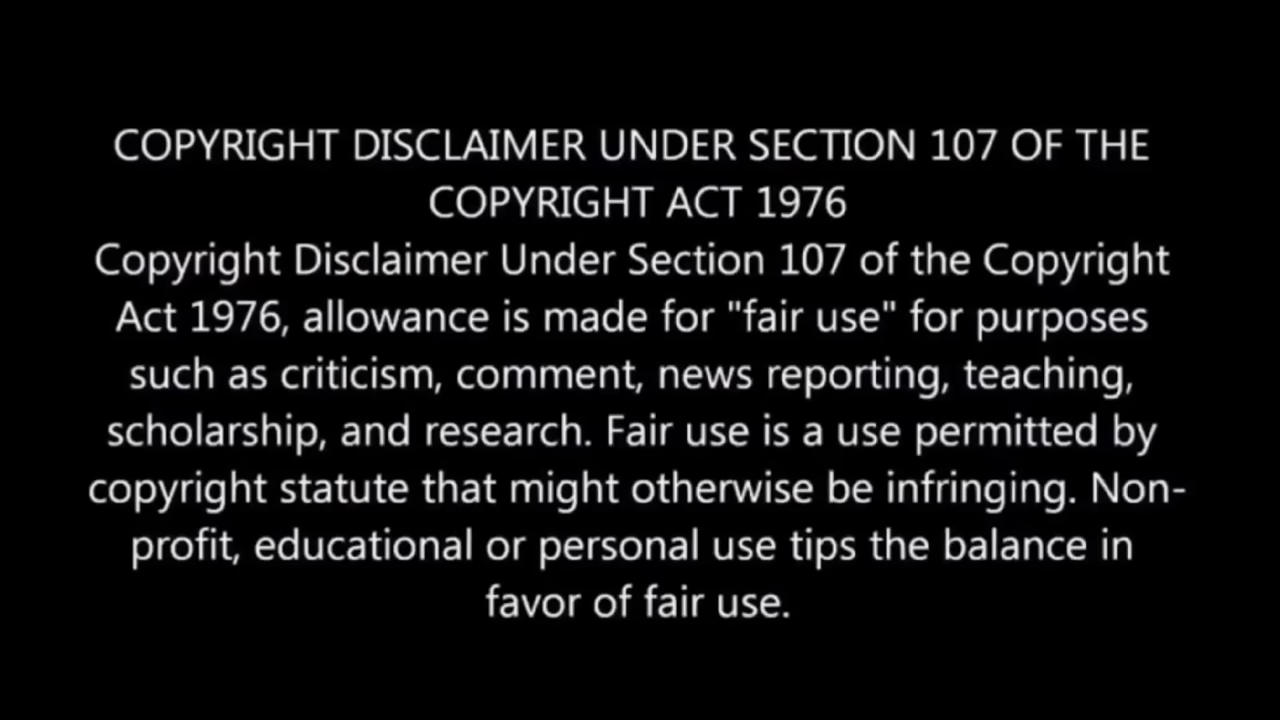 COPYRIGHT DISCLAIMER UNDER SECTION 107 OF THE
COPYRIGHT ACT 1976
Copyright Disclaimer Under Section 107 of the Copyright
Act 1976, allowance is made for "fair use" for purposes
such as criticism, comment, news reporting, teaching,
scholarship, and research. Fair use is a use permitted by
copyright statute that might otherwise be infringing. Non-
profit, educational or personal use tips the balance in
favor of fair use.